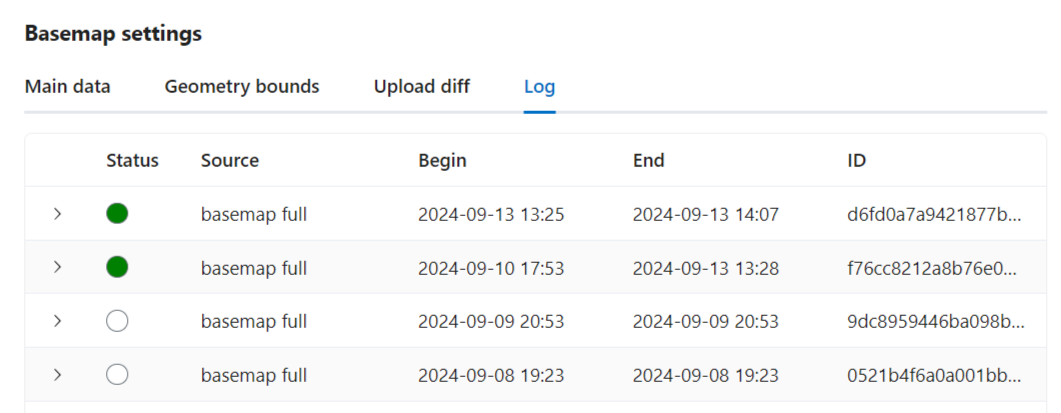 Basemap settings
Main data Geometry bounds Upload diff Log
Status Source Begin End ID
basemap full 2024-09-13 13:25 2024-09-13 14:07 d6fd0a7a9421877b...
basemap full 2024-09-10 17:53 2024-09-13 13:28 f76cc8212a8b76e0...
basemap full 2024-09-09 20:53 2024-09-09 20:53 9dc8959446ba098b...
basemap full 2024-09-08 19:23 2024-09-08 19:23 0521b4f6a0a001bb...